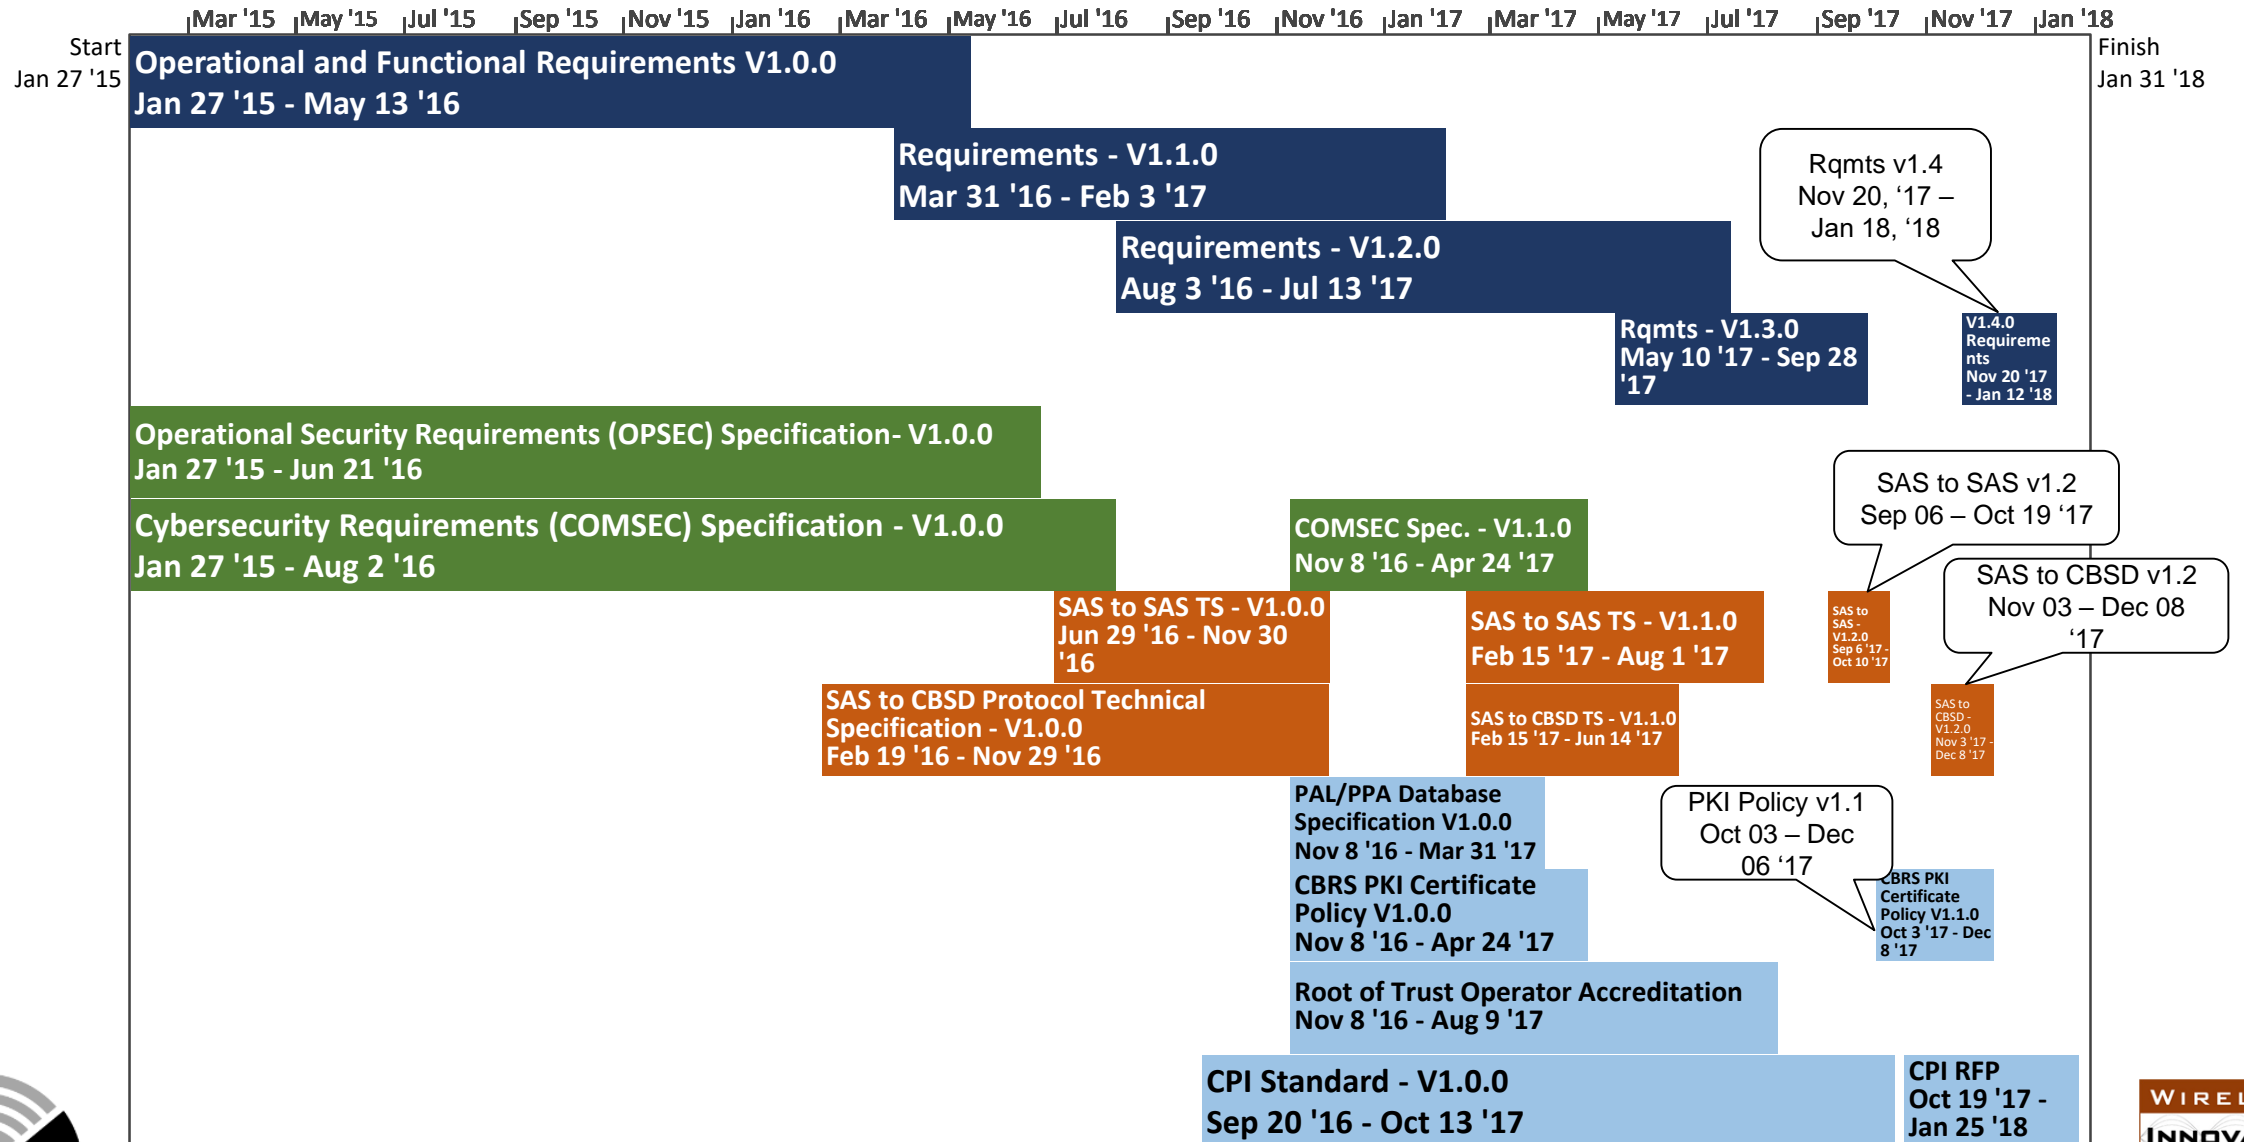 Mar '15 May '15 Jul '15 Sep '15 Nov '15 Jan '16 Mar '16 May '16 Jul '16 Sep '16 Nov '16 Jan '17 Mar '17 May '17 Jul '17 Sep '17 Nov '17 Jan '18
Start
Jan 27 '15
Finish
Jan 31 '18
Operational and Functional Requirements V1.0.0
Jan 27 '15 - May 13 '16
Requirements - V1.1.0
Mar 31 '16 - Feb 3 '17
Rqmts v1.4
Nov 20, ‘17 –
Jan 18, ‘18
Requirements - V1.2.0
Aug 3 '16 - Jul 13 '17
Rqmts - V1.3.0
May 10 '17 - Sep 28
'17
V1.4.0
Requireme
nts
Nov 20 '17
- Jan 12 '18
Operational Security Requirements (OPSEC) Specification- V1.0.0
Jan 27 '15 - Jun 21 '16
SAS to SAS v1.2
Sep 06 – Oct 19 ‘17
Cybersecurity Requirements (COMSEC) Specification - V1.0.0
Jan 27 '15 - Aug 2 '16
COMSEC Spec. - V1.1.0
Nov 8 '16 - Apr 24 '17
SAS to CBSD v1.2
Nov 03 – Dec 08
‘17
SAS to SAS TS - V1.0.0
Jun 29 '16 - Nov 30
'16
SAS to SAS TS - V1.1.0
Feb 15 '17 - Aug 1 '17
SAS to
SAS -
V1.2.0
Sep 6 '17 -
Oct 10 '17
SAS to CBSD Protocol Technical
Specification - V1.0.0
Feb 19 '16 - Nov 29 '16
SAS to CBSD TS - V1.1.0
Feb 15 '17 - Jun 14 '17
SAS to
CBSD -
V1.2.0
Nov 3 '17 -
Dec 8 '17
PAL/PPA Database
Specification V1.0.0
Nov 8 '16 - Mar 31 '17
PKI Policy v1.1
Oct 03 – Dec
06 ‘17
CBRS PKI Certificate
Policy V1.0.0
Nov 8 '16 - Apr 24 '17
CBRS PKI
Certificate
Policy V1.1.0
Oct 3 '17 - Dec
8 '17
Root of Trust Operator Accreditation
Nov 8 '16 - Aug 9 '17
CPI Standard - V1.0.0
Sep 20 '16 - Oct 13 '17
CPI RFP
Oct 19 '17 -
Jan 25 '18